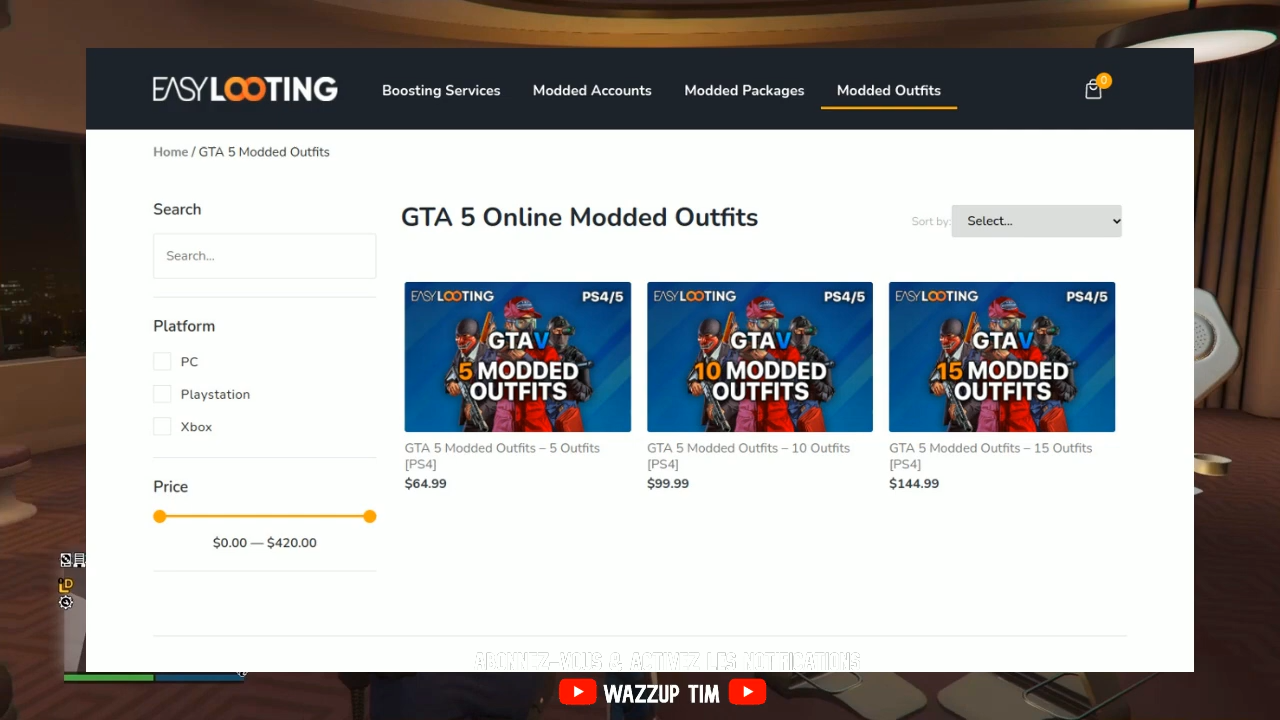 EASYLOOTING
Boosting Services
Modded Accounts
Modded Packages
Modded Outfits
0
Home / GTA 5 Modded Outfits
Search
Search...
Platform
PC
Playstation
Xbox
Price
$0.00 — $420.00
GTA 5 Online Modded Outfits
Sort by:
Select...
EASYLOOTING
PS4/5
GTAV
5 MODDED
OUTFITS
GTA 5 Modded Outfits – 5 Outfits
[PS4]
$64.99
EASYLOOTING
PS4/5
GTAV
10 MODDED
OUTFITS
GTA 5 Modded Outfits – 10 Outfits
[PS4]
$99.99
EASYLOOTING
PS4/5
GTAV
15 MODDED
OUTFITS
GTA 5 Modded Outfits – 15 Outfits
[PS4]
$144.99
ABONNEZ-VOUS & ACTIVEZ LES NOTIFICATIONS
WAZZUP TIM